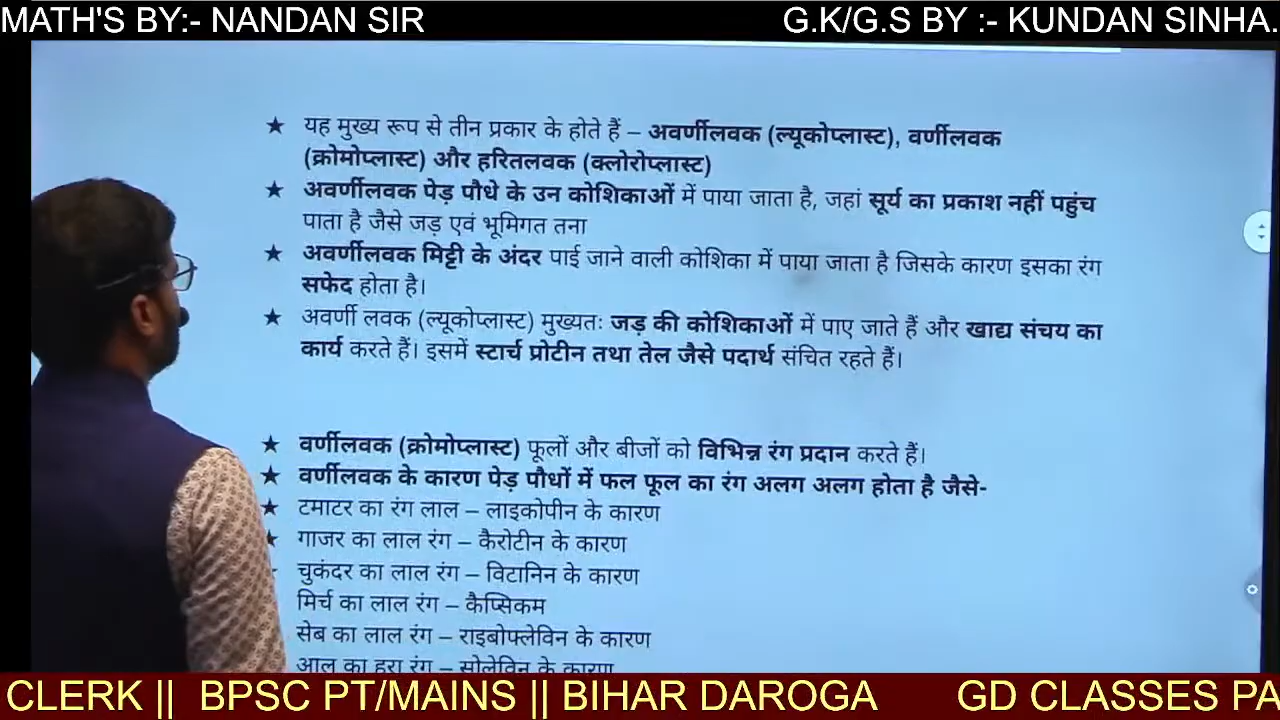 MATH'S BY:- NANDAN SIR
G.K/G.S BY :- KUNDAN SINHA.
★ यह मुख्य रूप से तीन प्रकार के होते हैं – अवर्णीलवक (ल्यूकोप्लास्ट), वर्णीलवक
(क्रोमोप्लास्ट) और हरितलवक (क्लोरोप्लास्ट)
★ अवर्णीलवक पेड़ पौधे के उन कोशिकाओं में पाया जाता है, जहां सूर्य का प्रकाश नहीं पहुंच
पाता है जैसे जड़ एवं भूमिगत तना
★ अवर्णीलवक मिट्टी के अंदर पाई जाने वाली कोशिका में पाया जाता है जिसके कारण इसका रंग
सफेद होता है।
★ अवर्णी लवक (ल्यूकोप्लास्ट) मुख्यतः जड़ की कोशिकाओं में पाए जाते हैं और खाद्य संचय का
कार्य करते हैं। इसमें स्टार्च प्रोटीन तथा तेल जैसे पदार्थ संचित रहते हैं।
★ वर्णीलवक (क्रोमोप्लास्ट) फूलों और बीजों को विभिन्न रंग प्रदान करते हैं।
★ वर्णीलवक के कारण पेड़ पौधों में फल फूल का रंग अलग अलग होता है जैसे-
★ टमाटर का रंग लाल – लाइकोपीन के कारण
★ गाजर का लाल रंग – कैरोटीन के कारण
चुकंदर का लाल रंग – विटानिन के कारण
मिर्च का लाल रंग – कैप्सिकम
सेब का लाल रंग – राइबोफ्लेविन के कारण
आलू का हरा रंग – सोलेविन के कारण
CLERK || BPSC PT/MAINS || BIHAR DAROGA GD CLASSES PA